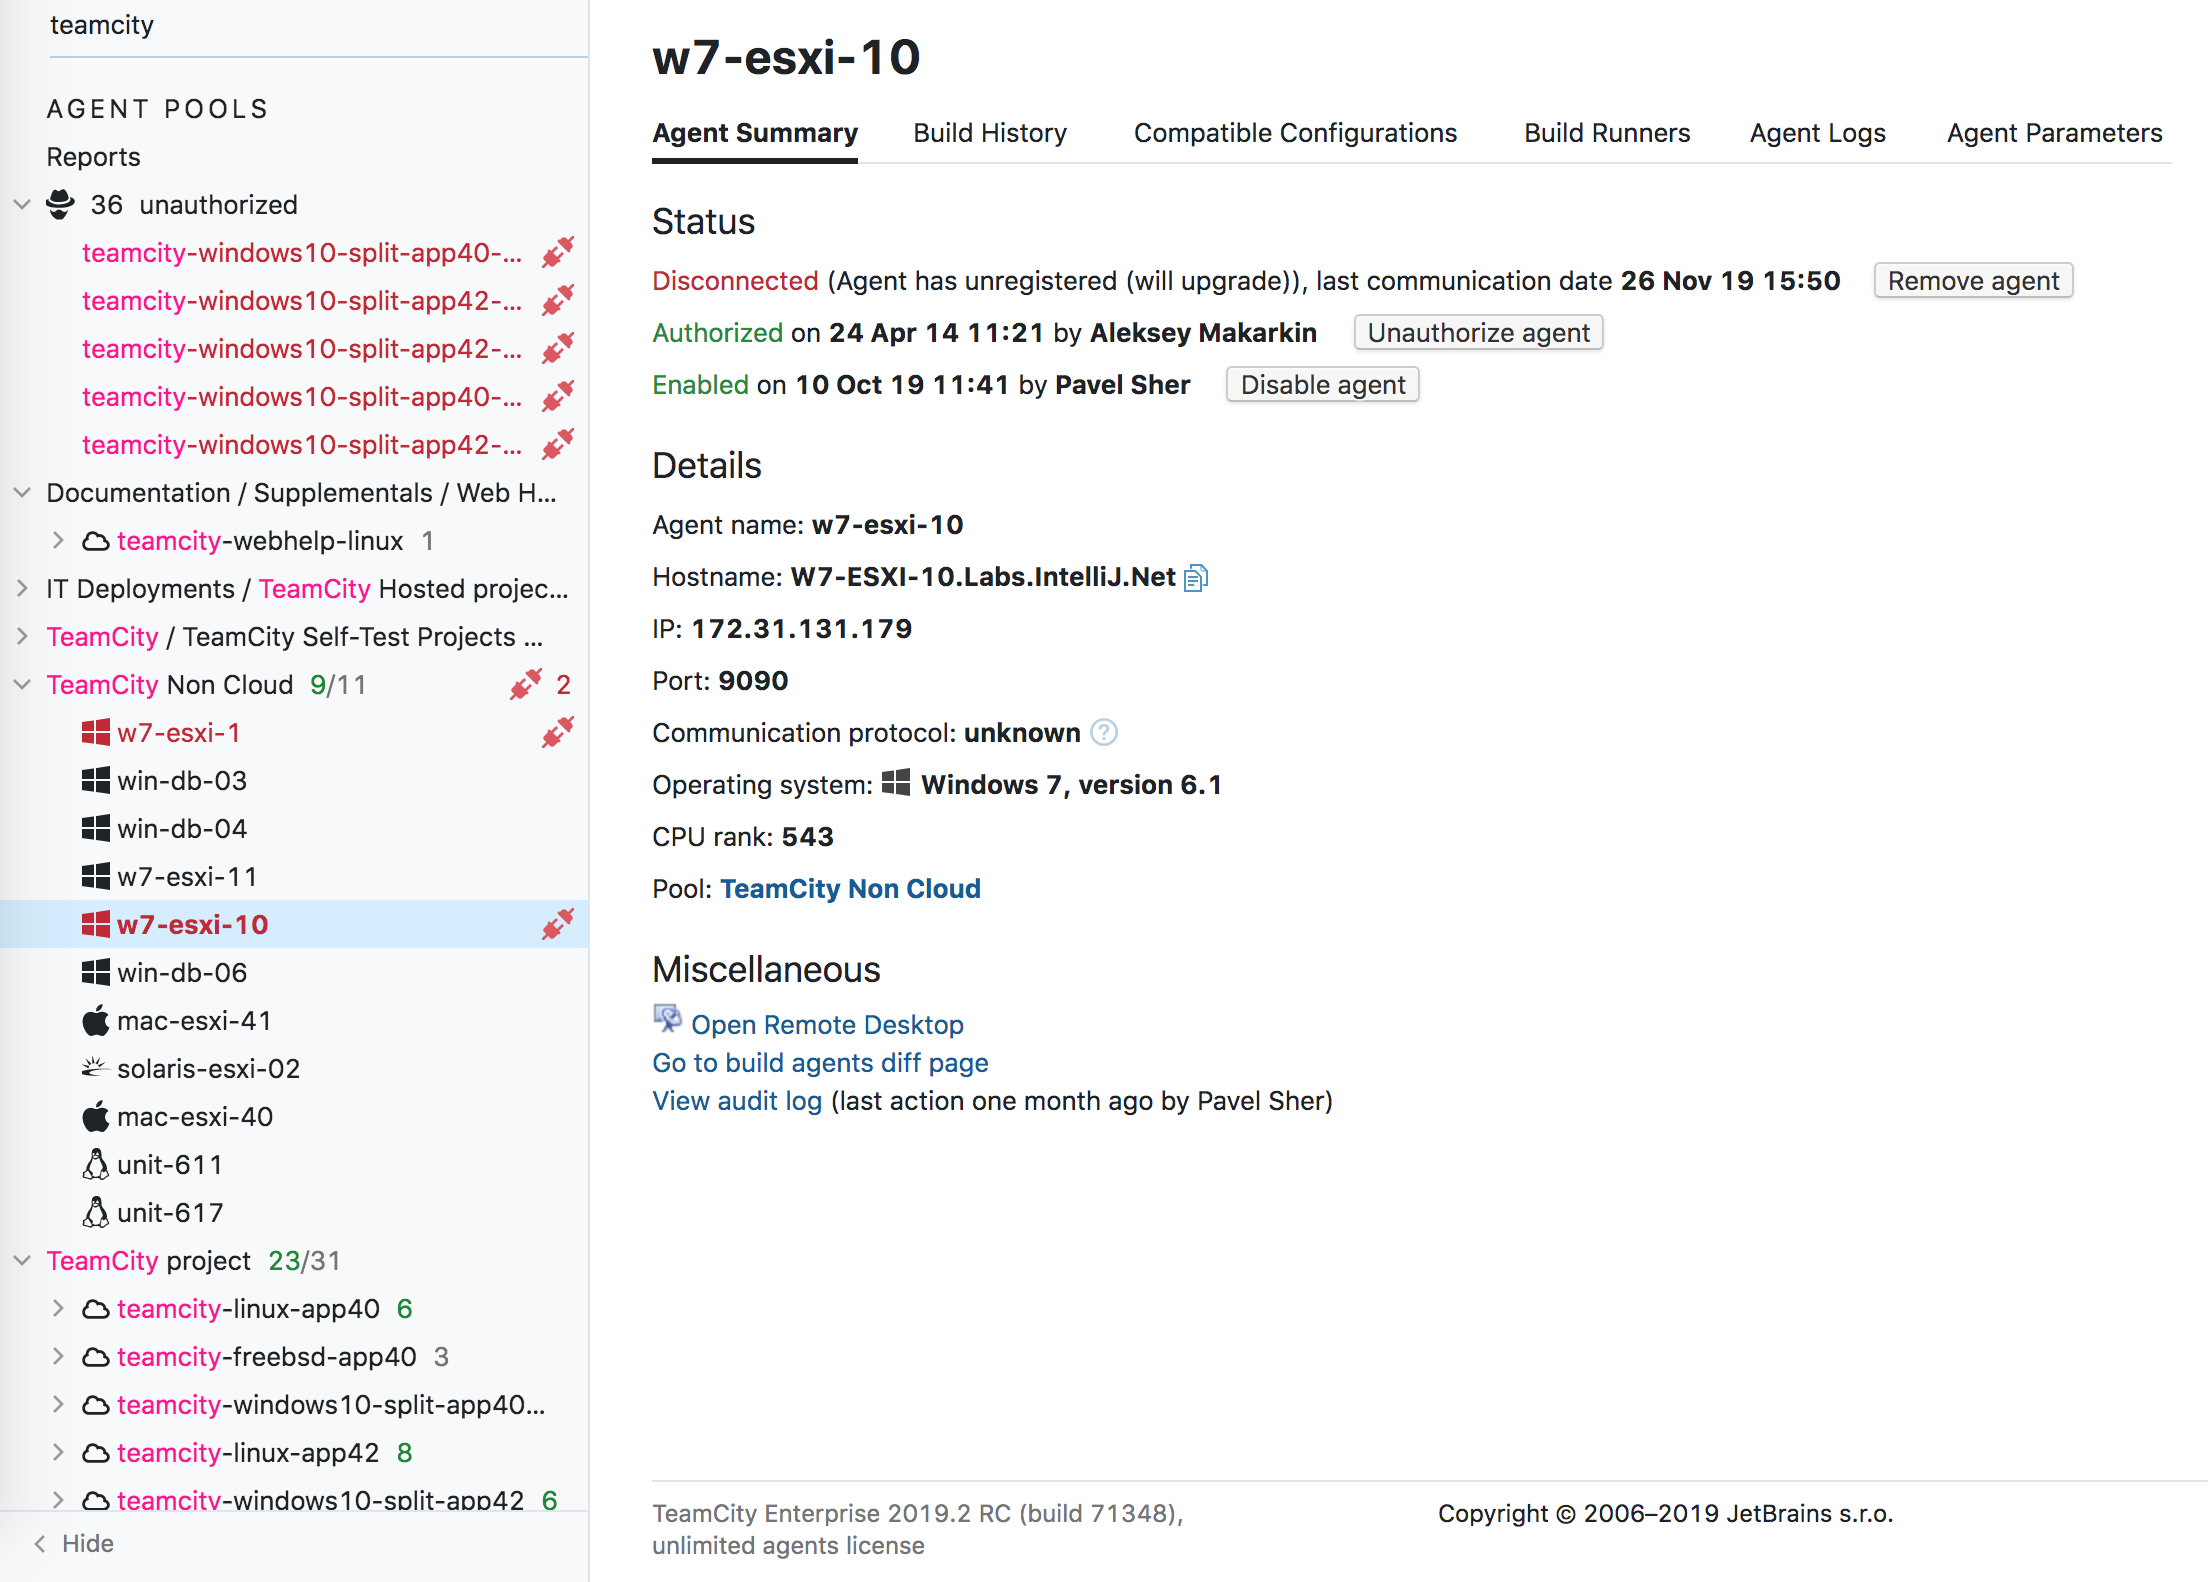 teamcity
AGENT POOLS
Reports
36 unauthorized
teamcity-windows10-split-app40-...
teamcity-windows10-split-app42-...
teamcity-windows10-split-app42-...
teamcity-windows10-split-app40-...
teamcity-windows10-split-app42-...
Documentation / Supplementals / Web H...
teamcity-webhelp-linux 1
IT Deployments / TeamCity Hosted projec...
TeamCity / TeamCity Self-Test Projects ...
TeamCity Non Cloud 9/11 2
w7-esxi-1
win-db-03
win-db-04
w7-esxi-11
w7-esxi-10
win-db-06
mac-esxi-41
solaris-esxi-02
mac-esxi-40
unit-611
unit-617
TeamCity project 23/31
teamcity-linux-app40 6
teamcity-freebsd-app40 3
teamcity-windows10-split-app40...
teamcity-linux-app42 8
teamcity-windows10-split-app42 6
Hide
w7-esxi-10
Agent Summary Build History Compatible Configurations Build Runners Agent Logs Agent Parameters
Status
Disconnected (Agent has unregistered (will upgrade)), last communication date 26 Nov 19 15:50 Remove agent
Authorized on 24 Apr 14 11:21 by Aleksey Makarkin Unauthorize agent
Enabled on 10 Oct 19 11:41 by Pavel Sher Disable agent
Details
Agent name: w7-esxi-10
Hostname: W7-ESXI-10.Labs.IntelliJ.Net
IP: 172.31.131.179
Port: 9090
Communication protocol: unknown ?
Operating system: Windows 7, version 6.1
CPU rank: 543
Pool: TeamCity Non Cloud
Miscellaneous
Open Remote Desktop
Go to build agents diff page
View audit log (last action one month ago by Pavel Sher)
TeamCity Enterprise 2019.2 RC (build 71348),
unlimited agents license
Copyright © 2006–2019 JetBrains s.r.o.